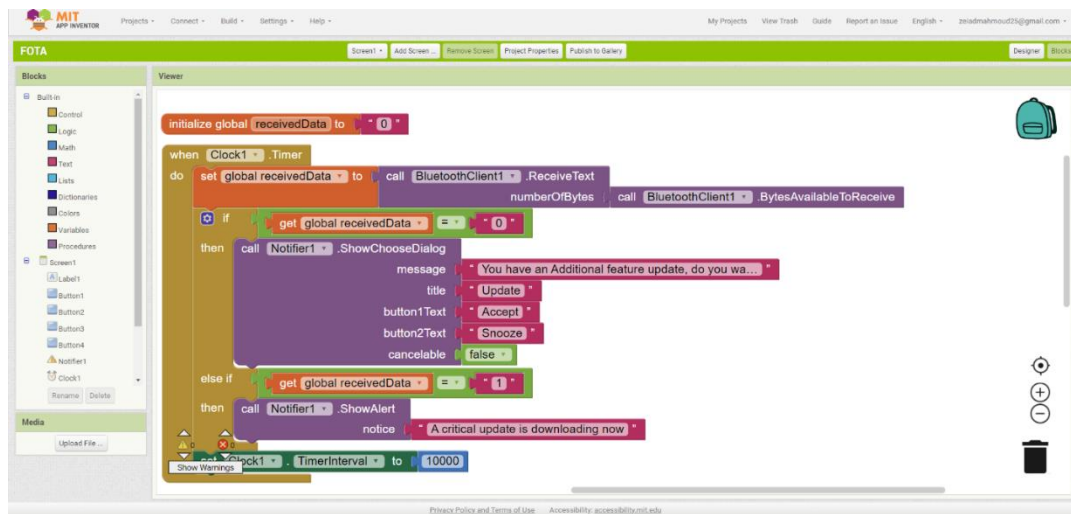 MIT
APP INVENTOR
Projects
Connect
Build
Settings
Help
My Projects
View Trash
Guide
Report an Issue
English
zeiadmahmoud25@gmail.com
FOTA
Screen1
Add Screen ...
Remove Screen
Project Properties
Publish to Gallery
Designer
Blocks
Blocks
Viewer
Built-in
Control
Logic
Math
Text
Lists
Dictionaries
Colors
Variables
Procedures
Screen1
Label1
Button1
Button2
Button3
Button4
Notifier1
Clock1
Rename Delete
Media
Upload File ...
initialize global receivedData to " 0 "
when Clock1 .Timer
do set global receivedData to call BluetoothClient1 .ReceiveText
numberOfBytes call BluetoothClient1 .BytesAvailableToReceive
if get global receivedData = " 0 "
then call Notifier1 .ShowChooseDialog
message " You have an Additional feature update, do you wa... "
title " Update "
button1Text " Accept "
button2Text " Snooze "
cancelable false
else if get global receivedData = " 1 "
then call Notifier1 .ShowAlert
notice " A critical update is downloading now "
set Clock1 . TimerInterval to 10000
0 0
Show Warnings
Privacy Policy and Terms of Use Accessibility: accessibility.mit.edu